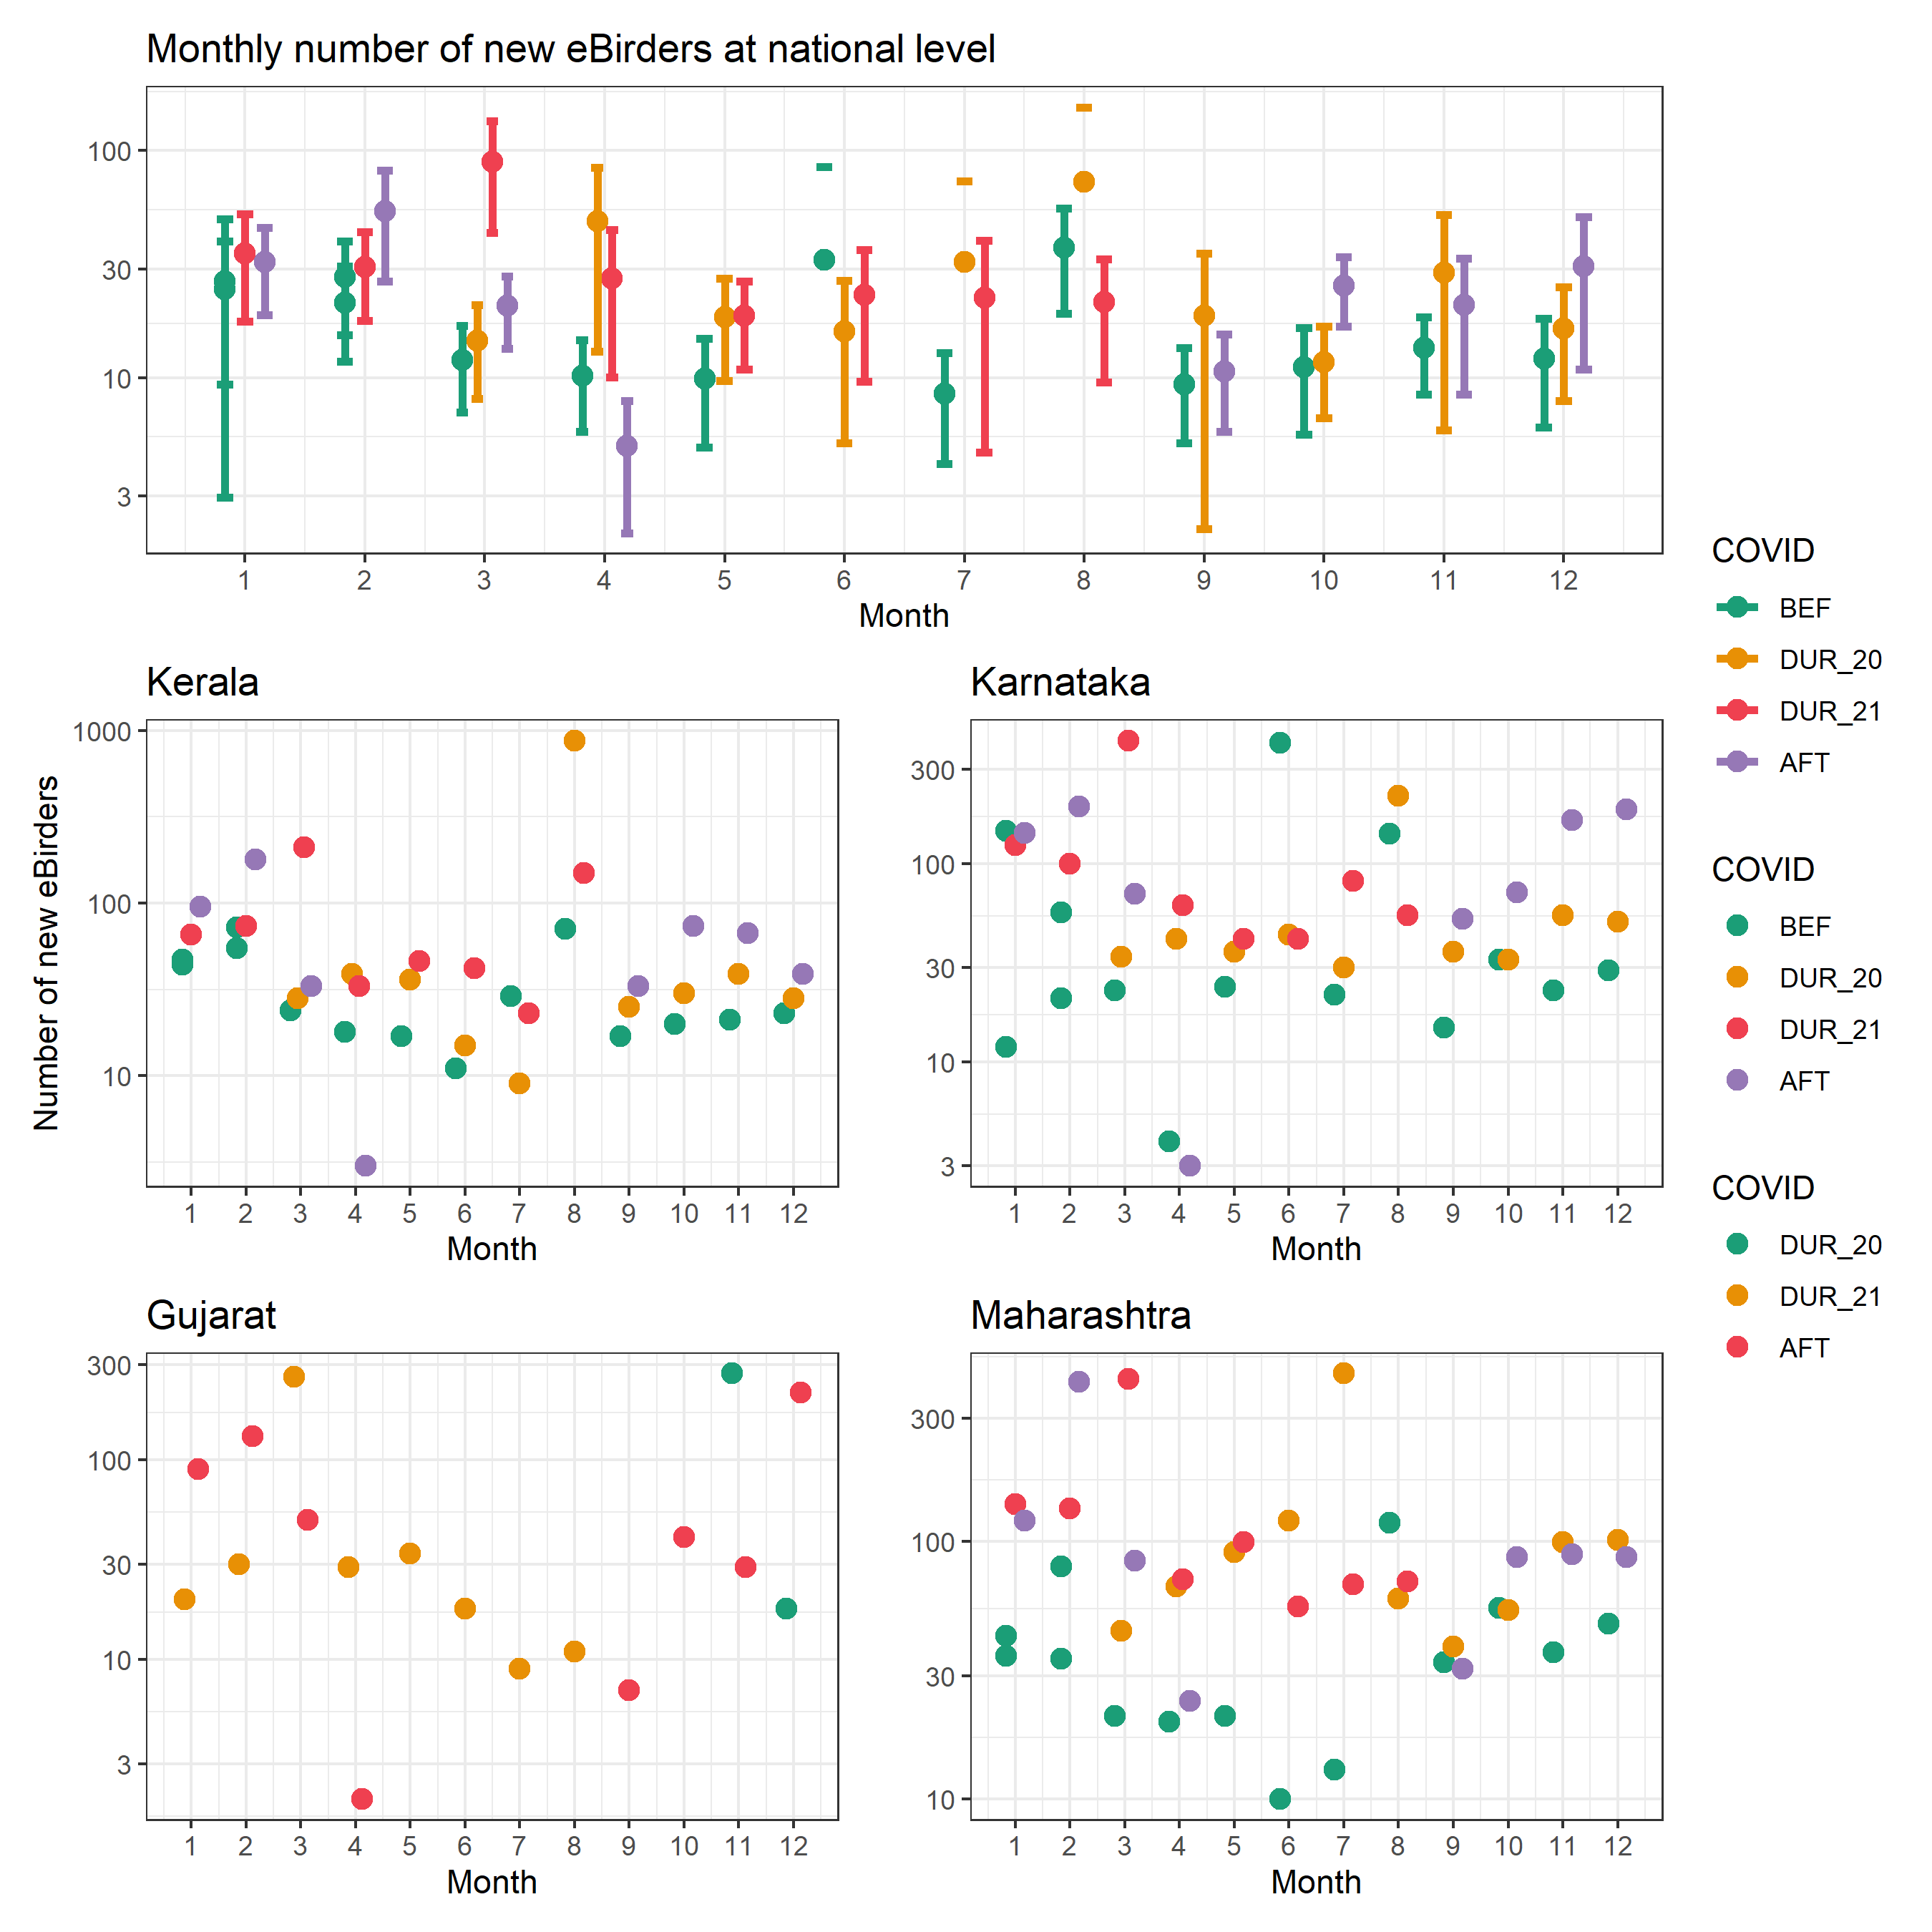 Monthly number of new eBirders at national level
100
30
10
3
1 2 3 4 5 6 7 8 9 10 11 12
Month
Number of new eBirders
Kerala
1000
100
10
1 2 3 4 5 6 7 8 9 10 11 12
Month
Karnataka
300
100
30
10
3
1 2 3 4 5 6 7 8 9 10 11 12
Month
Gujarat
300
100
30
10
3
1 2 3 4 5 6 7 8 9 10 11 12
Month
Maharashtra
300
100
30
10
1 2 3 4 5 6 7 8 9 10 11 12
Month
COVID
BEF
DUR_20
DUR_21
AFT
COVID
BEF
DUR_20
DUR_21
AFT
COVID
DUR_20
DUR_21
AFT